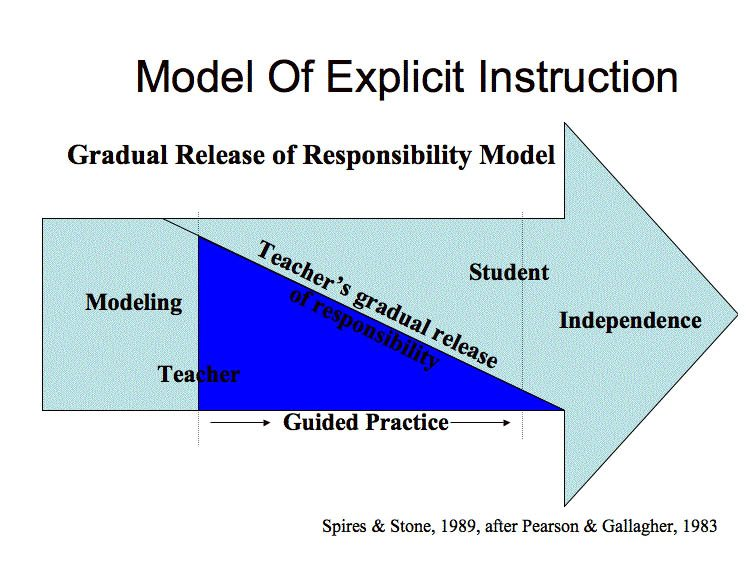 Model Of Explicit Instruction
Gradual Release of Responsibility Model
Teacher's gradual release
of responsibility
Student
Modeling
Independence
Teacher
Guided Practice
Spires & Stone, 1989, after Pearson & Gallagher, 1983